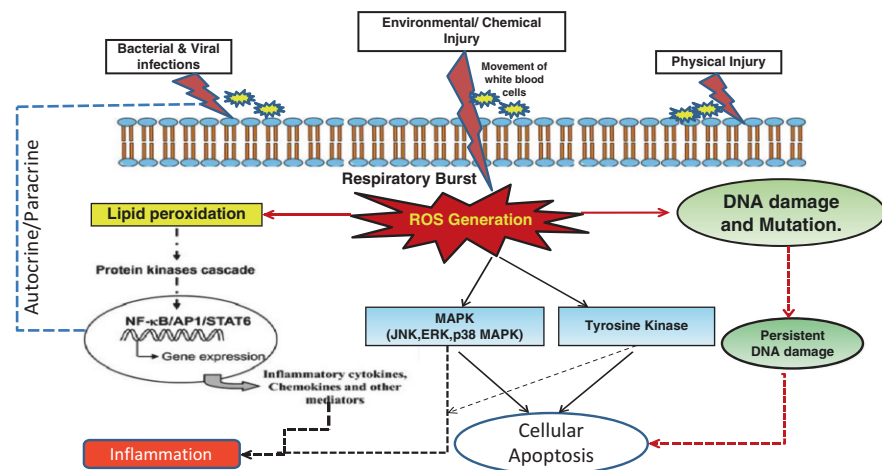 Bacterial & Viral
infections
Environmental/ Chemical
Injury
Movement of
white blood
cells
Physical Injury
Autocrine/Paracrine
Respiratory Burst
Lipid peroxidation
ROS Generation
DNA damage
and Mutation.
Protein kinases cascade
NF-κB/AP1/STAT6
Gene expression
Inflammatory cytokines,
Chemokines and other
mediators
MAPK
(JNK,ERK,p38 MAPK)
Tyrosine Kinase
Persistent
DNA damage
Inflammation
Cellular
Apoptosis